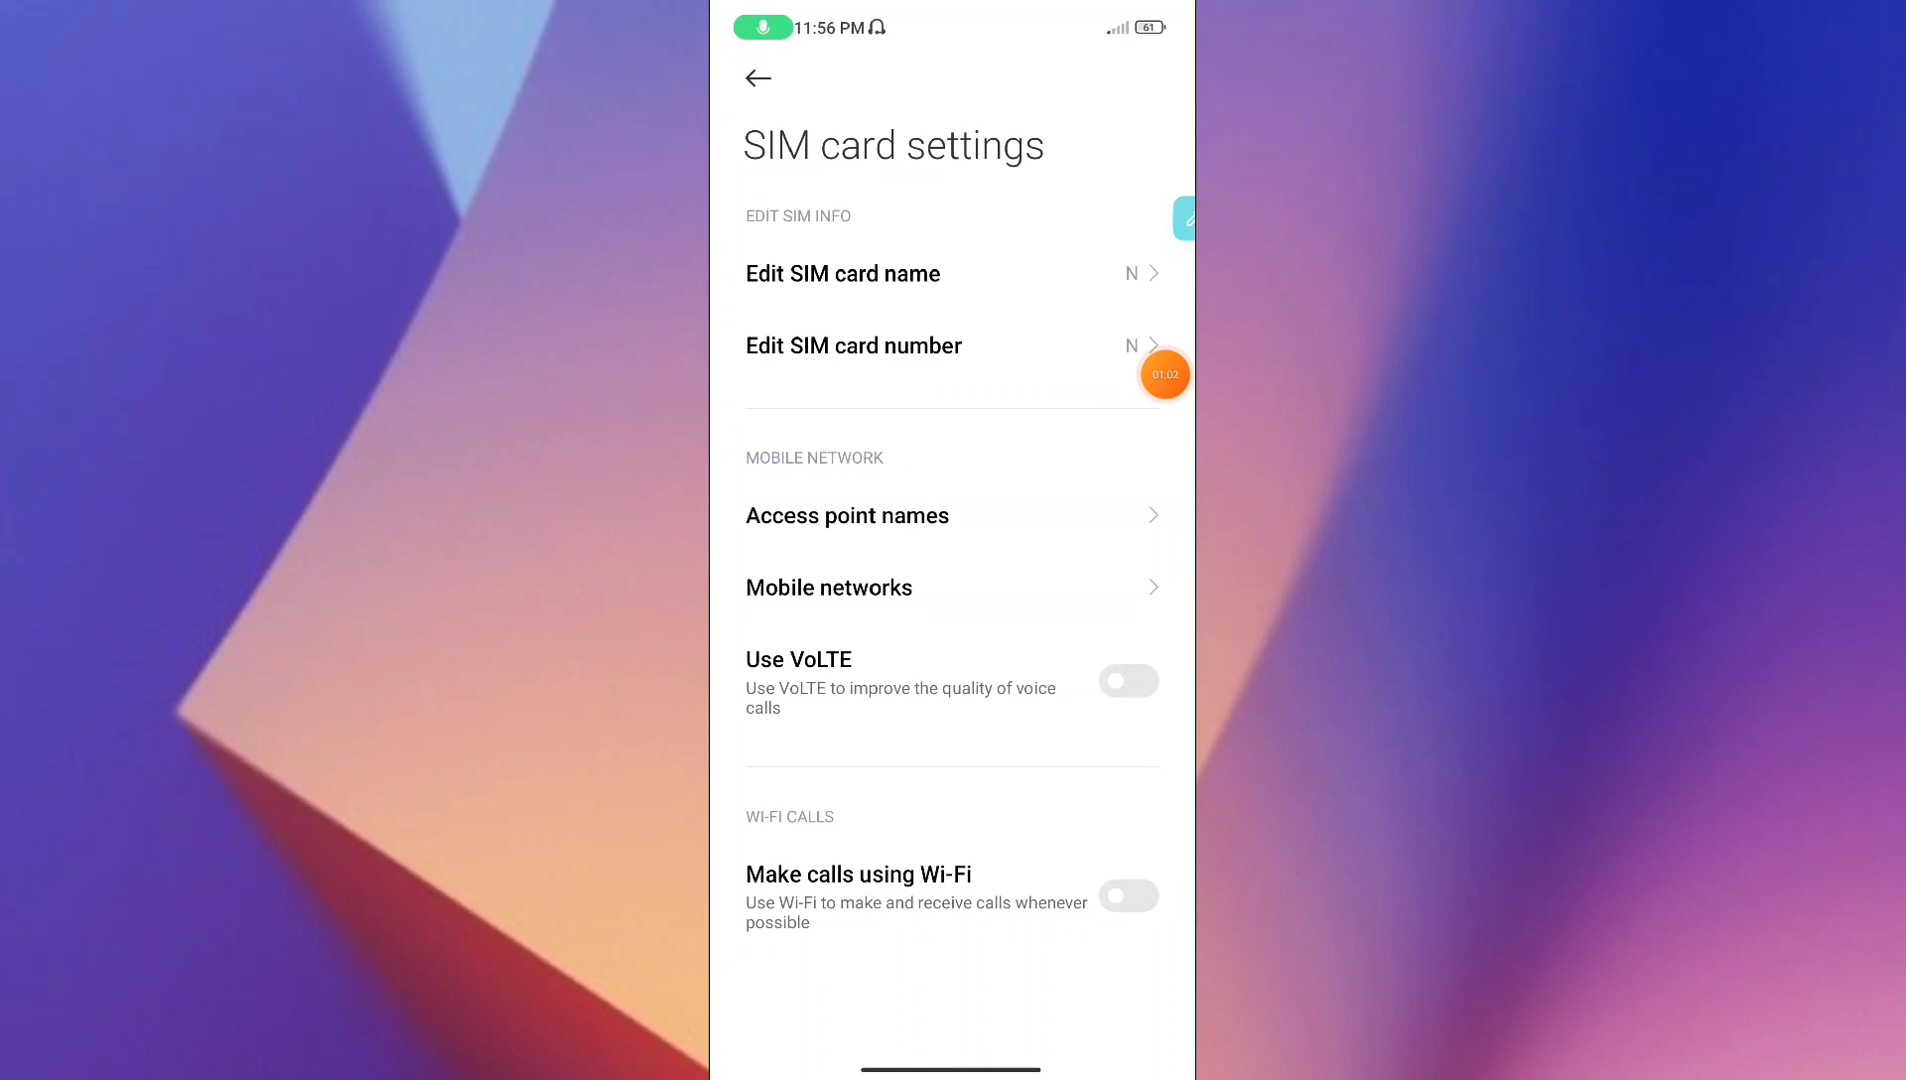 11:56 PM 61
SIM card settings
EDIT SIM INFO
Edit SIM card name N
Edit SIM card number N
01:02
MOBILE NETWORK
Access point names
Mobile networks
Use VoLTE
Use VoLTE to improve the quality of voice
calls
WI-FI CALLS
Make calls using Wi-Fi
Use Wi-Fi to make and receive calls whenever
possible